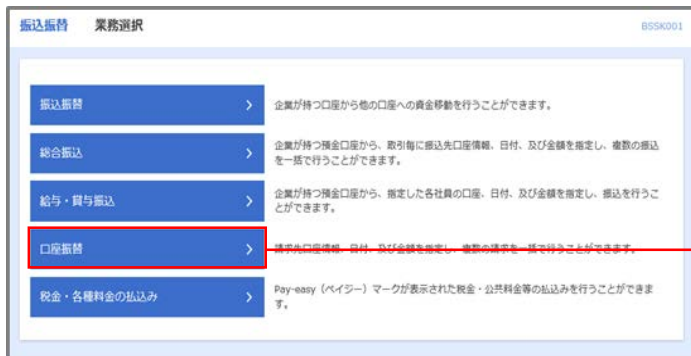 振込振替 業務選択 BSSK001
振込振替 企業が持つ口座から他の口座への資金移動を行うことができます。
総合振込 企業が持つ預金口座から、取引毎に振込先口座情報、日付、及び金額を指定し、複数の振込
を一括で行うことができます。
給与・賞与振込 企業が持つ預金口座から、指定した各社員の口座、日付、及び金額を指定し、振込を行うこ
とができます。
口座振替 請求先口座情報、日付、及び金額を指定し、複数の請求を一括で行うことができます。
税金・各種料金の払込み Pay-easy（ペイジー）マークが表示された税金・公共料金等の払込みを行うことができま
す。